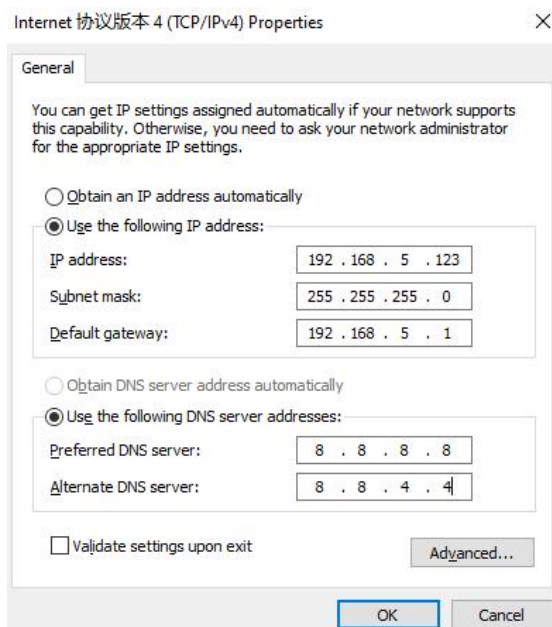 Internet 协议版本 4 (TCP/IPv4) Properties
General
You can get IP settings assigned automatically if your network supports
this capability. Otherwise, you need to ask your network administrator
for the appropriate IP settings.
Obtain an IP address automatically
Use the following IP address:
IP address: 192 . 168 . 5 . 123
Subnet mask: 255 . 255 . 255 . 0
Default gateway: 192 . 168 . 5 . 1
Obtain DNS server address automatically
Use the following DNS server addresses:
Preferred DNS server: 8 . 8 . 8 . 8
Alternate DNS server: 8 . 8 . 4 . 4
Validate settings upon exit
Advanced...
OK Cancel